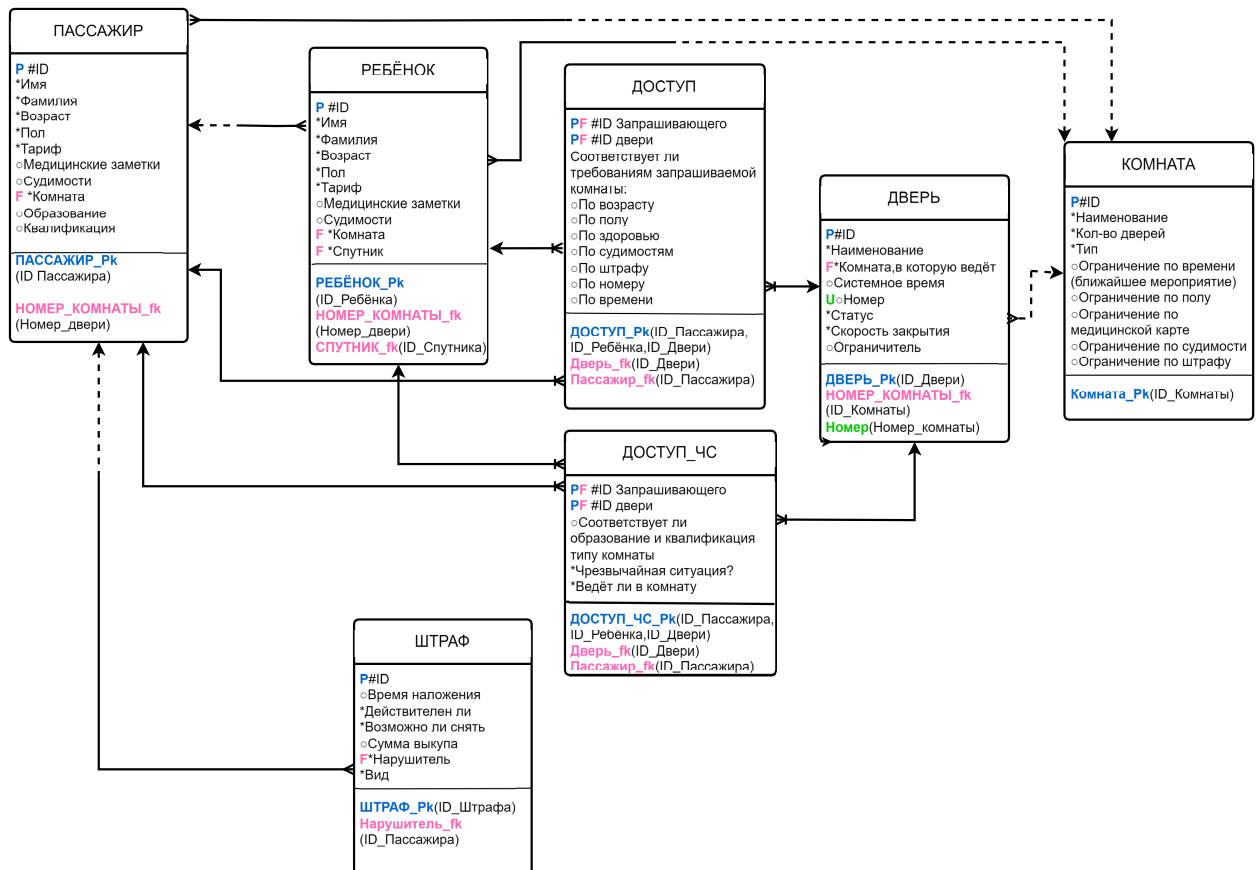 ПАССАЖИР
P #ID
*Имя
*Фамилия
*Возраст
*Пол
*Тариф
○Медицинские заметки
○Судимости
F *Комната
○Образование
○Квалификация
ПАССАЖИР_Pk
(ID Пассажира)
НОМЕР_КОМНАТЫ_fk
(Номер_двери)
РЕБЁНОК
P #ID
*Имя
*Фамилия
*Возраст
*Пол
*Тариф
○Медицинские заметки
○Судимости
F *Комната
F *Спутник
РЕБЁНОК_Pk
(ID_Ребёнка)
НОМЕР_КОМНАТЫ_fk
(Номер_двери)
СПУТНИК_fk(ID_Спутника)
ДОСТУП
PF #ID Запрашивающего
PF #ID двери
Соответствует ли
требованиям запрашиваемой
комнаты:
○По возрасту
○По полу
○По здоровью
○По судимостям
○По штрафу
○По номеру
○По времени
ДОСТУП_Pk(ID_Пассажира,
ID_Ребёнка,ID_Двери)
Дверь_fk(ID_Двери)
Пассажир_fk(ID_Пассажира)
ДВЕРЬ
P#ID
*Наименование
F*Комната,в которую ведёт
○Системное время
U○Номер
*Статус
*Скорость закрытия
○Ограничитель
ДВЕРЬ_Pk(ID_Двери)
НОМЕР_КОМНАТЫ_fk
(ID_Комнаты)
Номер(Номер_комнаты)
КОМНАТА
P#ID
*Наименование
*Кол-во дверей
*Тип
○Ограничение по времени
(ближайшее мероприятие)
○Ограничение по полу
○Ограничение по
медицинской карте
○Ограничение по судимости
○Ограничение по штрафу
Комната_Pk(ID_Комнаты)
ДОСТУП_ЧС
PF #ID Запрашивающего
PF #ID двери
○Соответствует ли
образование и квалификация
типу комнаты
*Чрезвычайная ситуация?
*Ведёт ли в комнату
ДОСТУП_ЧС_Pk(ID_Пассажира,
ID_Ребёнка,ID_Двери)
Дверь_fk(ID_Двери)
Пассажир_fk(ID_Пассажира)
ШТРАФ
P#ID
○Время наложения
*Действителен ли
*Возможно ли снять
○Сумма выкупа
F*Нарушитель
*Вид
ШТРАФ_Pk(ID_Штрафа)
Нарушитель_fk
(ID_Пассажира)